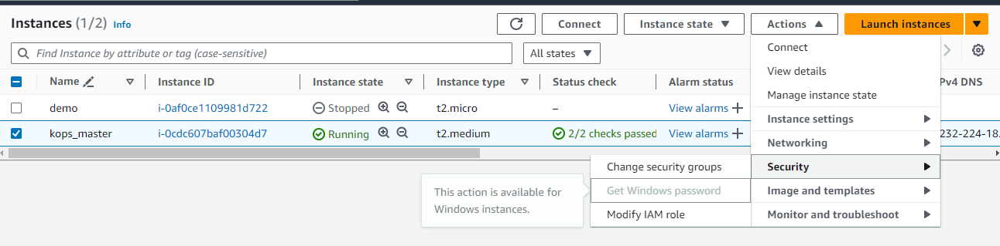 Instances (1/2) Info Connect Instance state Actions Launch instances
Find Instance by attribute or tag (case-sensitive) All states
Connect
View details
Manage instance state
Instance settings
Networking
Security
Image and templates
Monitor and troubleshoot
Name Instance ID Instance state Instance type Status check Alarm status Pv4 DNS
demo i-0af0ce1109981d722 Stopped t2.micro – View alarms +
kops_master i-0cdc607baf00304d7 Running t2.medium 2/2 checks passed View alarms + 232-224-18.
Change security groups
Get Windows password
Modify IAM role
This action is available for
Windows instances.